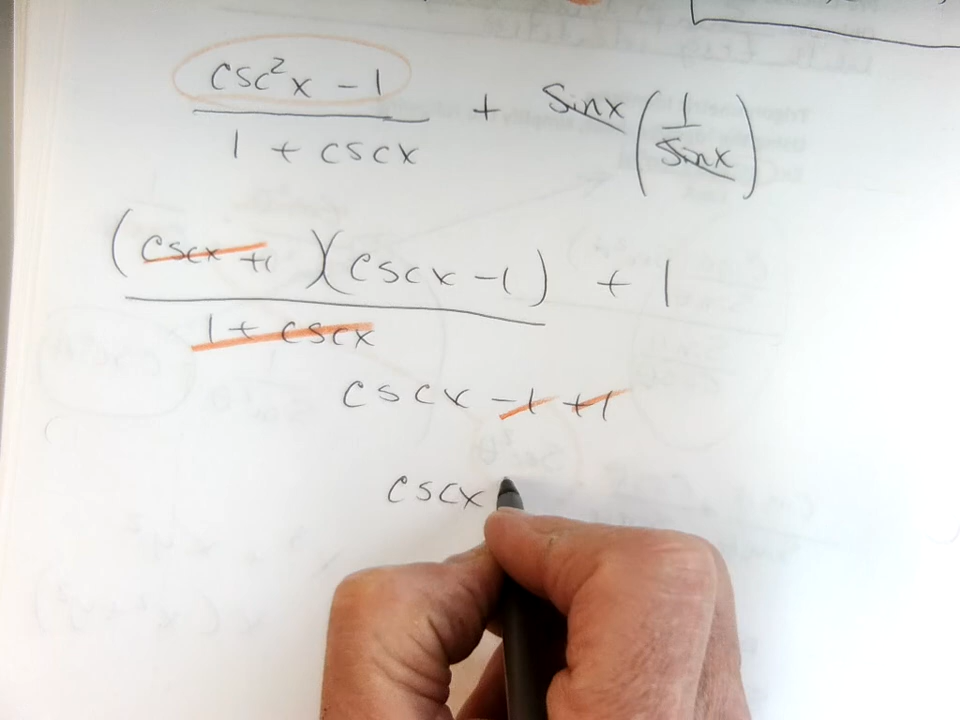 csc²x - 1 / 1 + cscx + sinx (1 / sinx)
(cscx +1)(cscx -1) / 1 + cscx + 1
cscx -1 +1
cscx